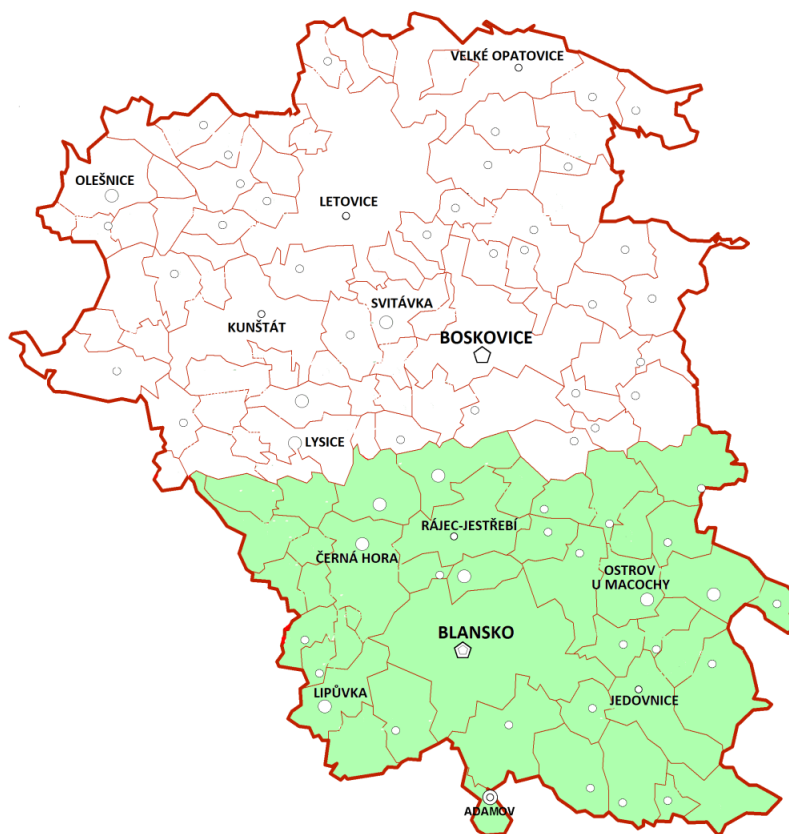 VELKÉ OPATOVICE
OLEŠNICE
LETOVICE
SVITÁVKA
KUNŠTÁT
BOSKOVICE
LYSICE
RÁJEC-JESTŘEBÍ
ČERNÁ HORA
OSTROV
U MACOCHY
BLANSKO
LIPŮVKA
JEDOVNICE
ADAMOV